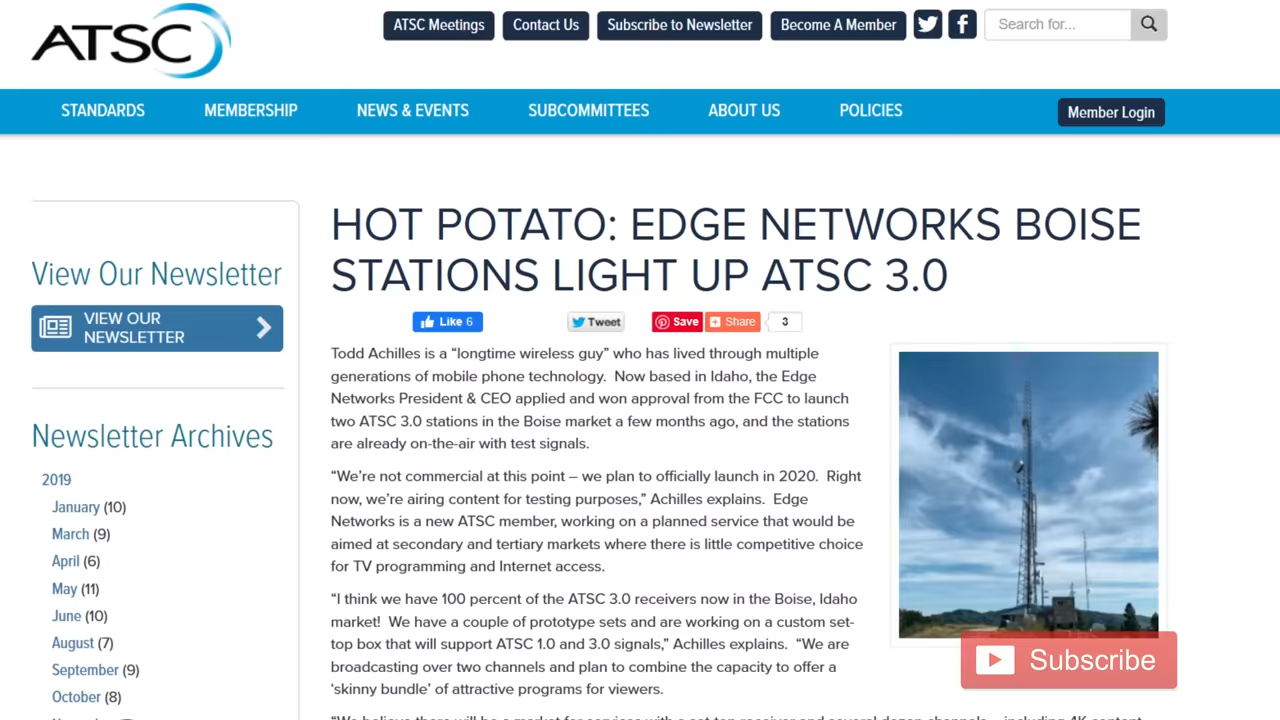 ATSC
ATSC Meetings
Contact Us
Subscribe to Newsletter
Become A Member
Search for...
STANDARDS
MEMBERSHIP
NEWS & EVENTS
SUBCOMMITTEES
ABOUT US
POLICIES
Member Login
View Our Newsletter
VIEW OUR
NEWSLETTER
Newsletter Archives
2019
January (10)
March (9)
April (6)
May (11)
June (10)
August (7)
September (9)
October (8)
HOT POTATO: EDGE NETWORKS BOISE
STATIONS LIGHT UP ATSC 3.0
Like 6
Tweet
Save
Share
3
Todd Achilles is a “longtime wireless guy” who has lived through multiple
generations of mobile phone technology. Now based in Idaho, the Edge
Networks President & CEO applied and won approval from the FCC to launch
two ATSC 3.0 stations in the Boise market a few months ago, and the stations
are already on-the-air with test signals.
“We’re not commercial at this point – we plan to officially launch in 2020. Right
now, we’re airing content for testing purposes,” Achilles explains. Edge
Networks is a new ATSC member, working on a planned service that would be
aimed at secondary and tertiary markets where there is little competitive choice
for TV programming and Internet access.
“I think we have 100 percent of the ATSC 3.0 receivers now in the Boise, Idaho
market! We have a couple of prototype sets and are working on a custom set-
top box that will support ATSC 1.0 and 3.0 signals,” Achilles explains. “We are
broadcasting over two channels and plan to combine the capacity to offer a
‘skinny bundle’ of attractive programs for viewers.
Subscribe